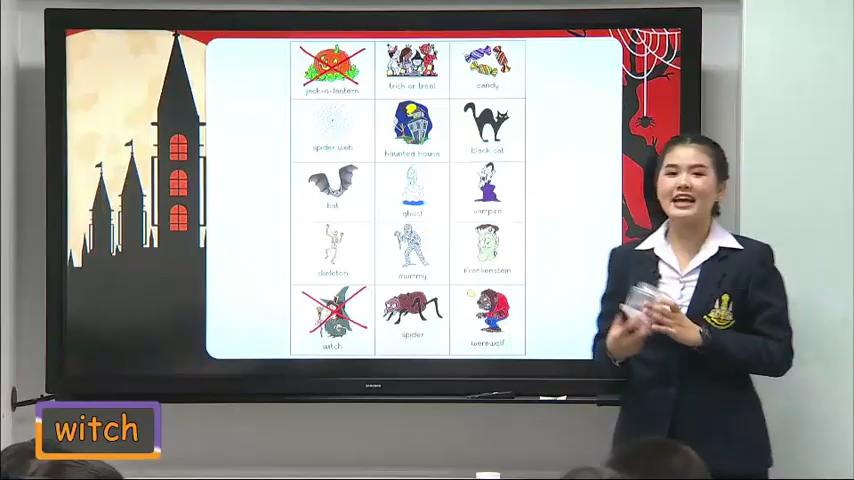 jack-o-lantern
trick or treat
candy
spider web
haunted house
black cat
bat
ghost
vampire
skeleton
mummy
Frankenstein
witch
spider
werewolf
SAMSUNG
witch